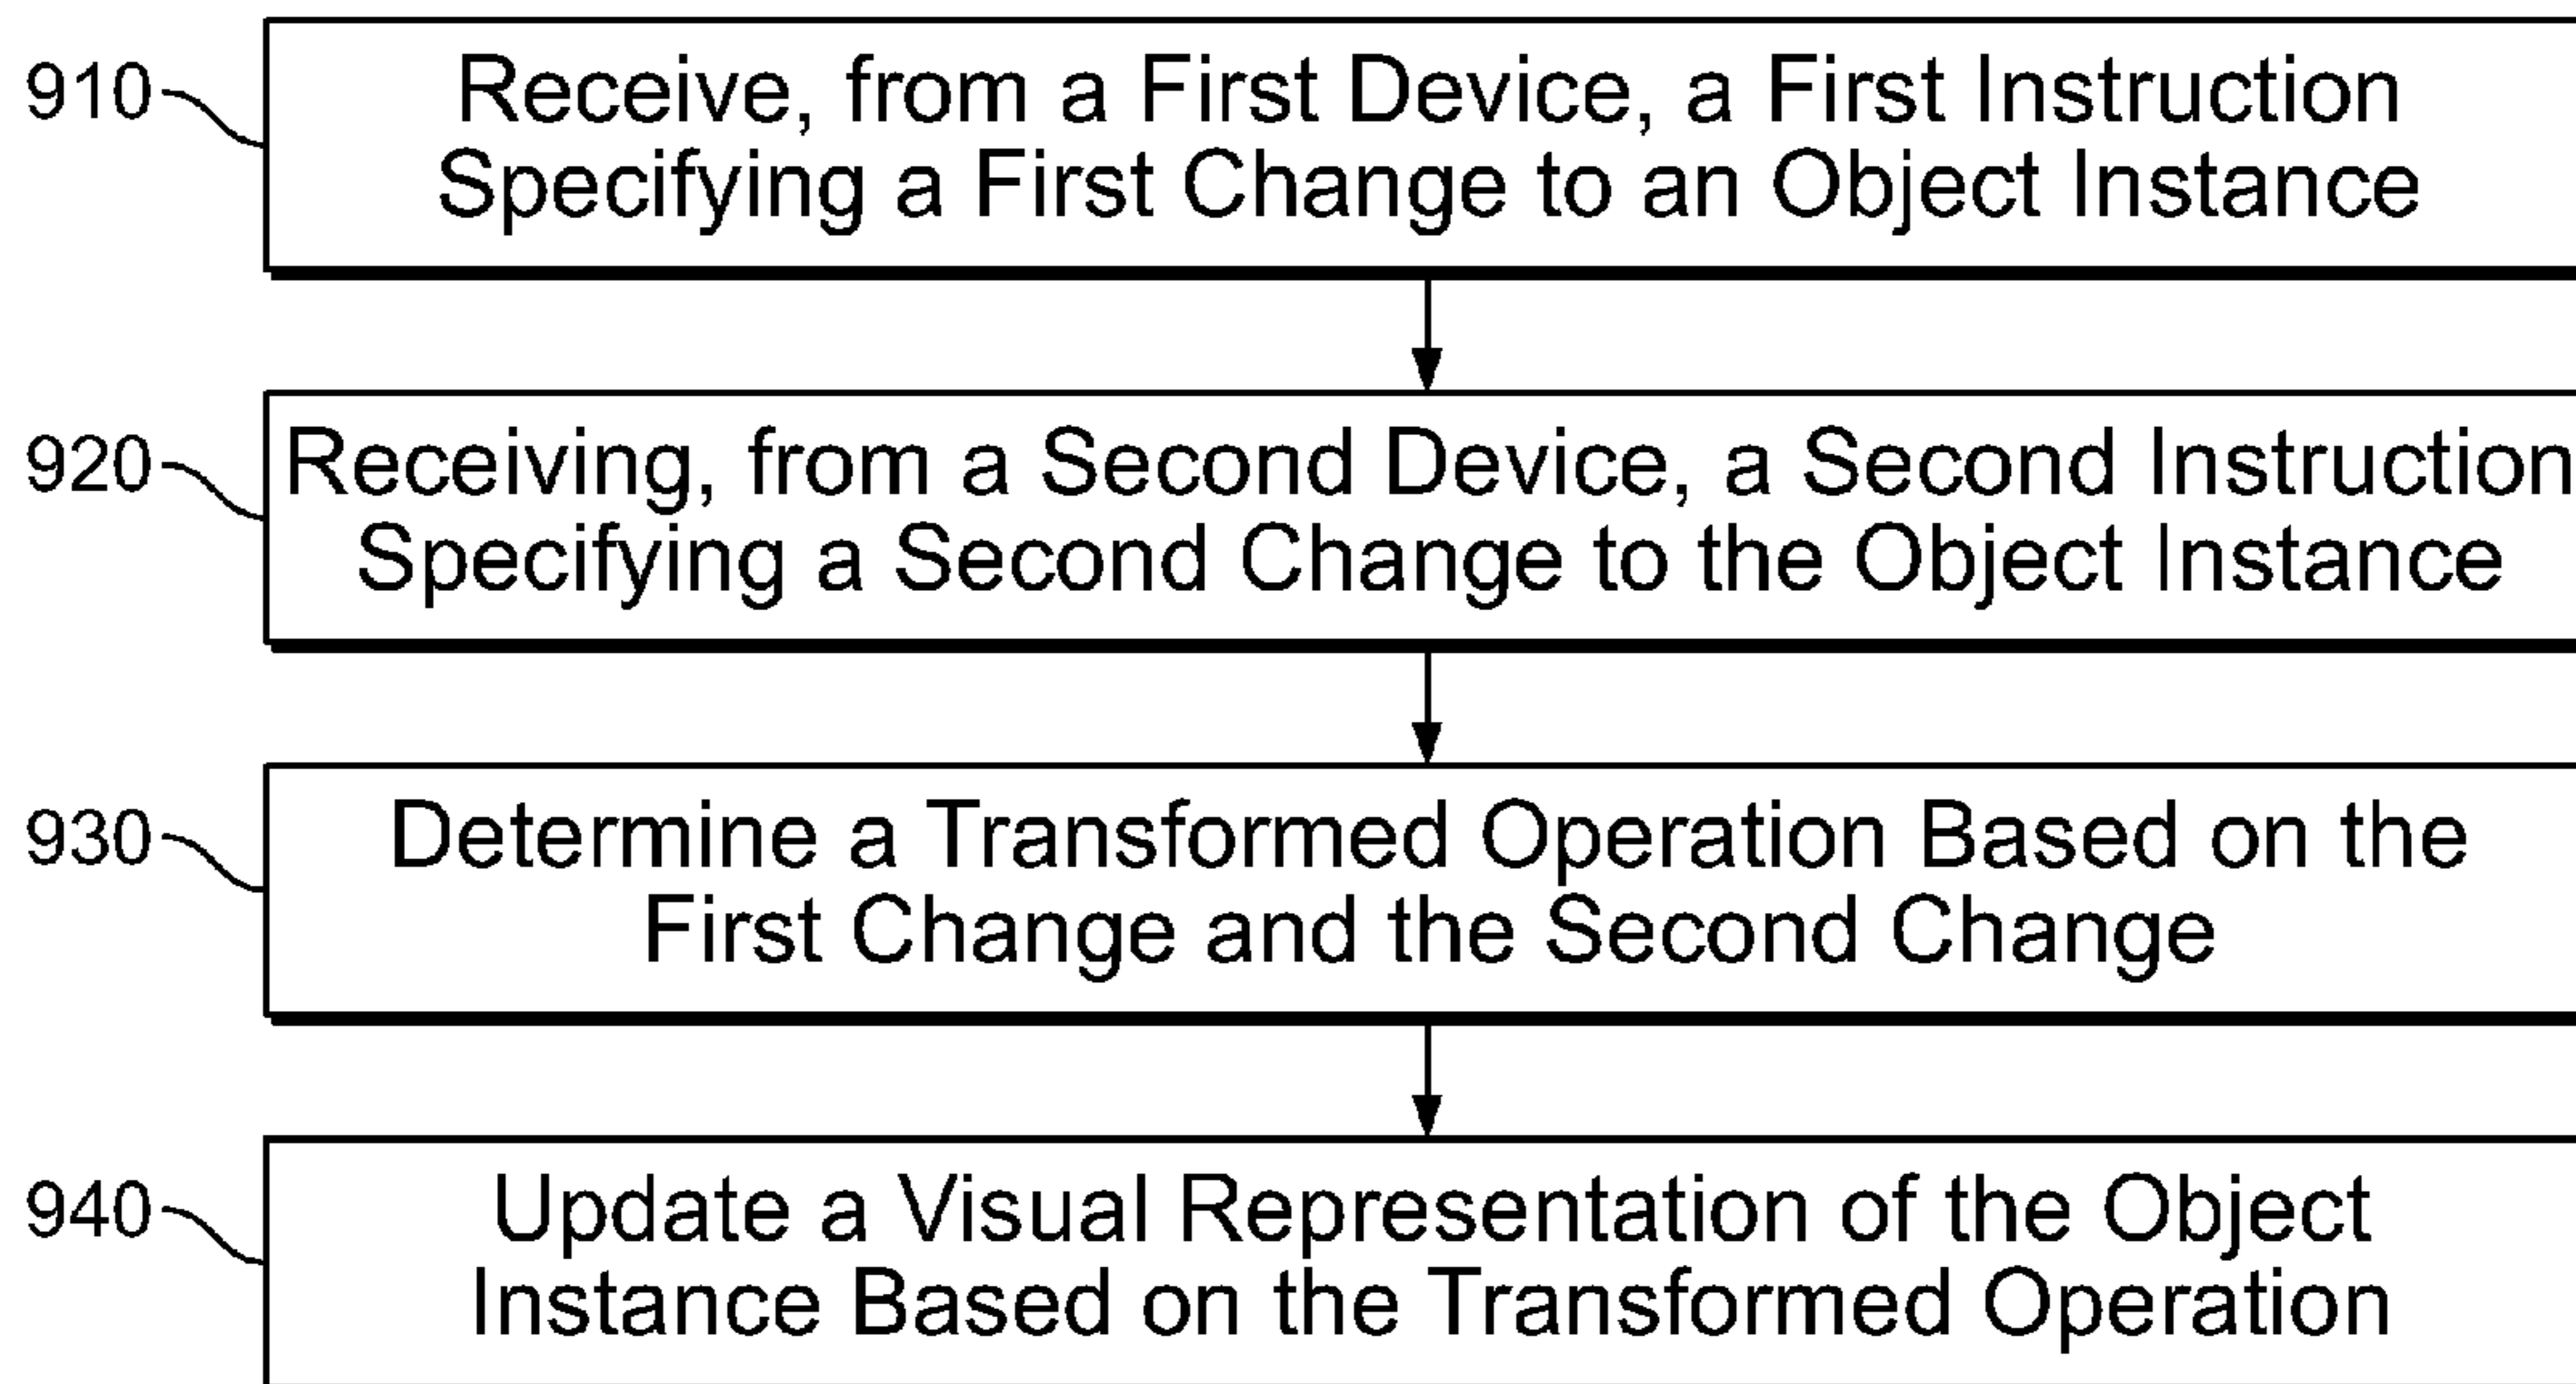 910
Receive, from a First Device, a First Instruction
Specifying a First Change to an Object Instance
920
Receiving, from a Second Device, a Second Instruction
Specifying a Second Change to the Object Instance
930
Determine a Transformed Operation Based on the
First Change and the Second Change
940
Update a Visual Representation of the Object
Instance Based on the Transformed Operation